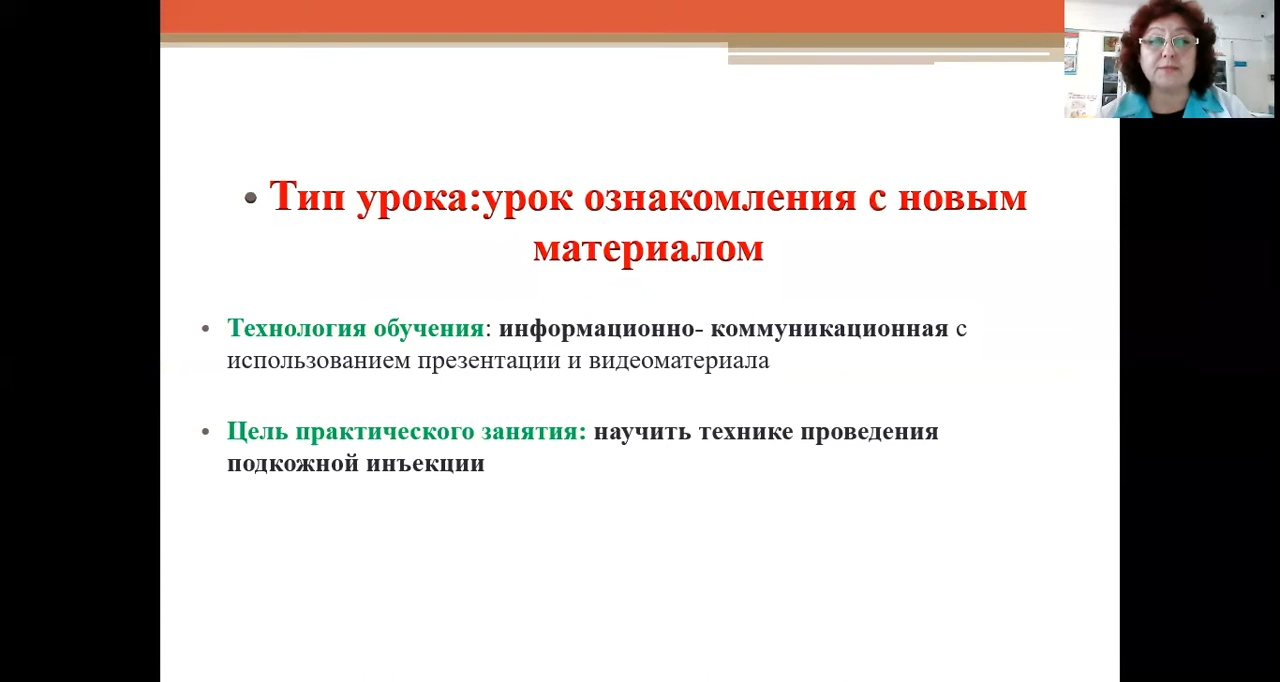 • Тип урока:урок ознакомления с новым
материалом
• Технология обучения: информационно- коммуникационная с
использованием презентации и видеоматериала
• Цель практического занятия: научить технике проведения
подкожной инъекции